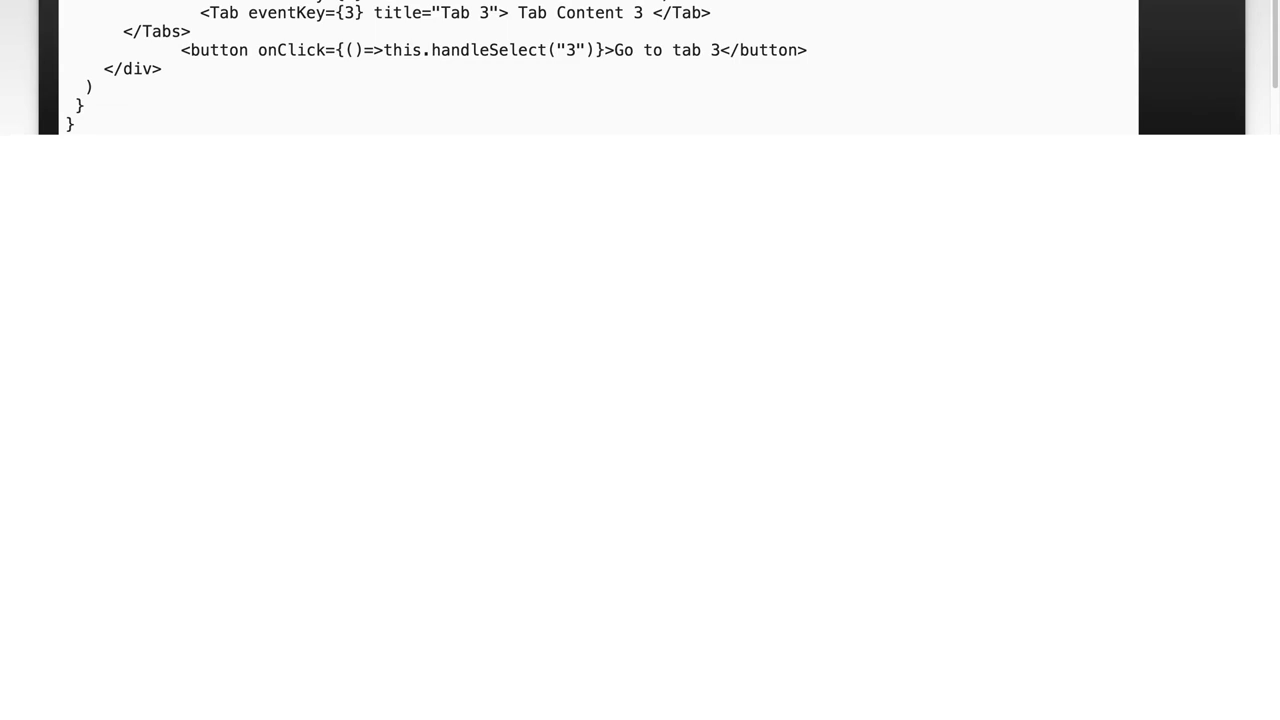 <Tab eventKey={3} title="Tab 3"> Tab Content 3 </Tab>
</Tabs>
<button onClick={()=>this.handleSelect("3")}>Go to tab 3</button>
</div>
)
}
}